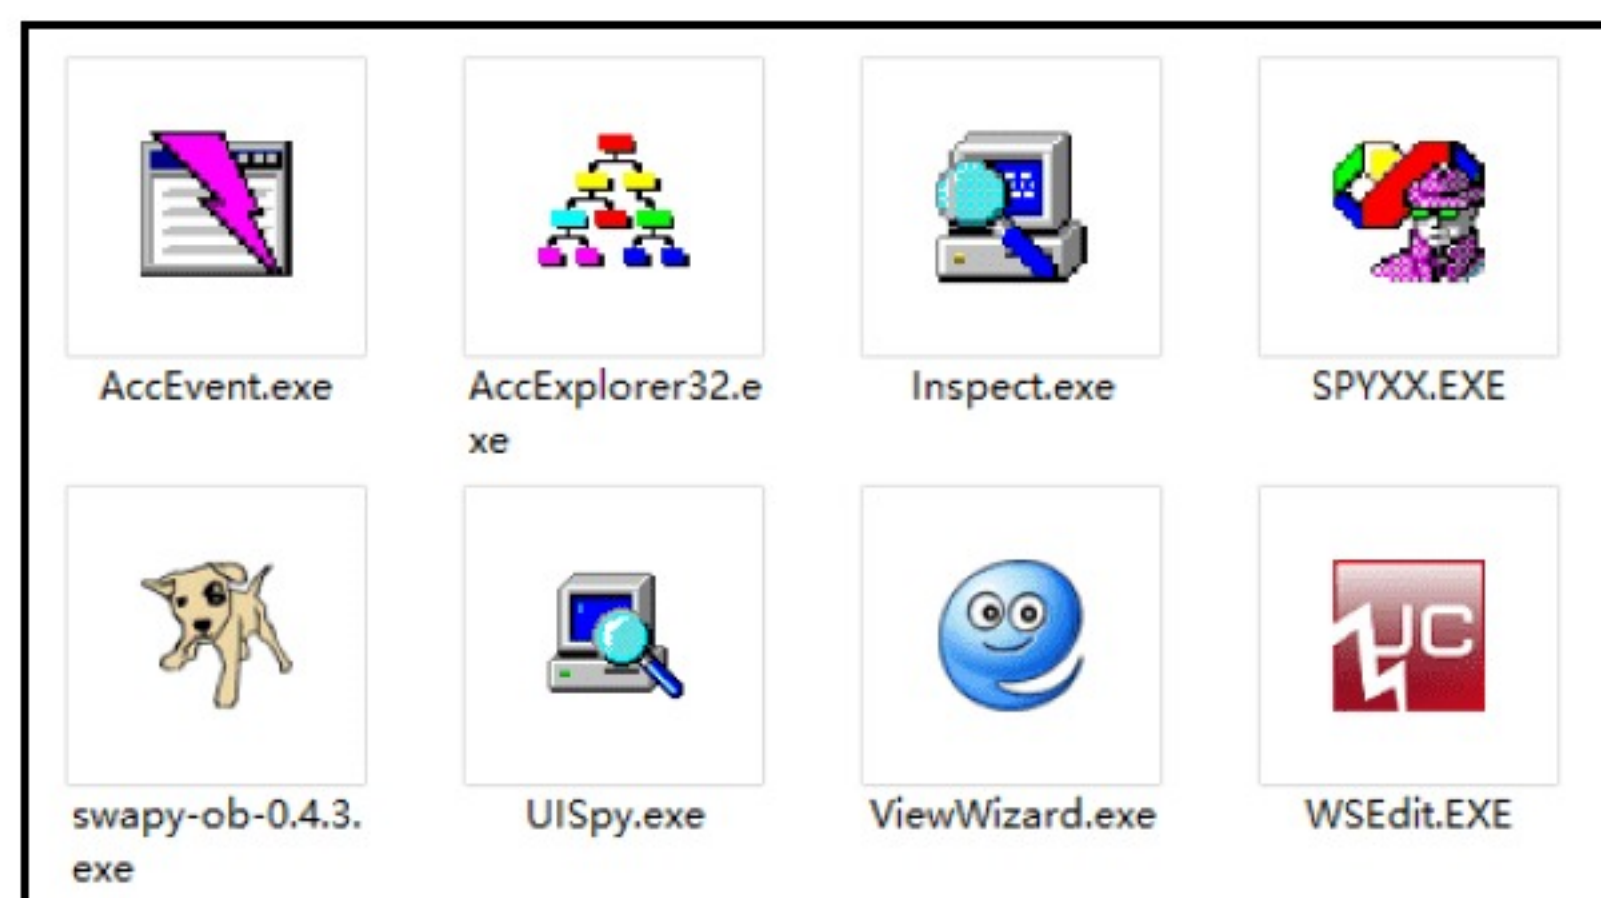 AccEvent.exe
AccExplorer32.e
xe
Inspect.exe
SPYXX.EXE
swapy-ob-0.4.3.
exe
UISpy.exe
ViewWizard.exe
JC
WSEdit.EXE